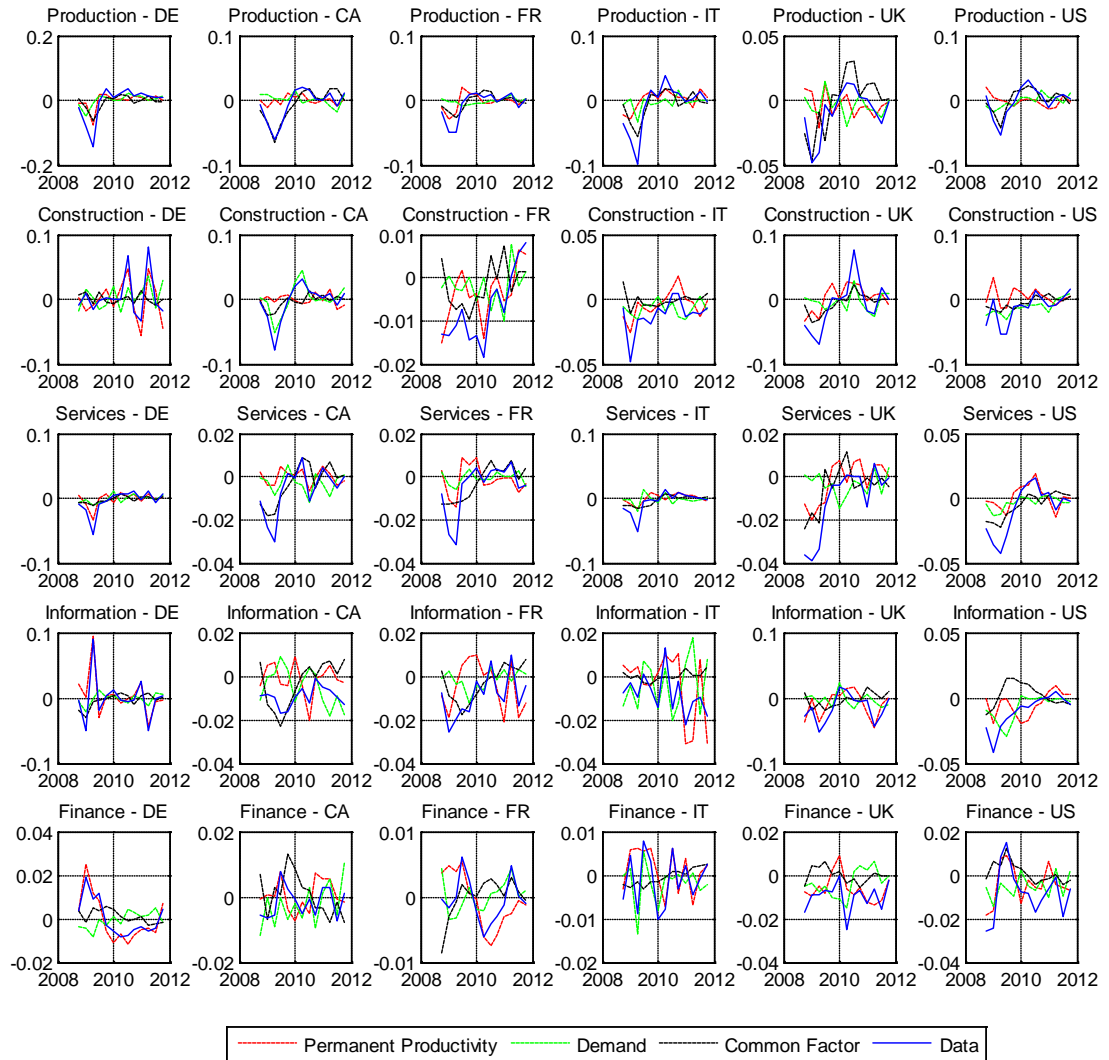 Production - DE Production - CA Production - FR Production - IT Production - UK Production - US
0.2 0.1 0.1 0.1 0.05 0.1
0 0 0 0 0 0
-0.2 -0.1 -0.1 -0.1 -0.05 -0.1
2008 2010 2012 2008 2010 2012 2008 2010 2012 2008 2010 2012 2008 2010 2012 2008 2010 2012
Construction - DE Construction - CA Construction - FR Construction - IT Construction - UK Construction - US
0.1 0.1 0.01 0.05 0.1 0.1
0 0 0 0 0 0
-0.01
-0.1 -0.1 -0.02 -0.05 -0.1 -0.1
2008 2010 2012 2008 2010 2012 2008 2010 2012 2008 2010 2012 2008 2010 2012 2008 2010 2012
Services - DE Services - CA Services - FR Services - IT Services - UK Services - US
0.1 0.02 0.02 0.1 0.02 0.05
0 0 0 0 0 0
-0.02 -0.02 -0.02
-0.1 -0.04 -0.04 -0.1 -0.04 -0.05
2008 2010 2012 2008 2010 2012 2008 2010 2012 2008 2010 2012 2008 2010 2012 2008 2010 2012
Information - DE Information - CA Information - FR Information - IT Information - UK Information - US
0.1 0.02 0.02 0.02 0.1 0.05
0 0 0 0 0 0
-0.02 -0.02 -0.02
-0.1 -0.04 -0.04 -0.04 -0.1 -0.05
2008 2010 2012 2008 2010 2012 2008 2010 2012 2008 2010 2012 2008 2010 2012 2008 2010 2012
Finance - DE Finance - CA Finance - FR Finance - IT Finance - UK Finance - US
0.04 0.02 0.01 0.01 0.02 0.02
0.02 0 0 0
0 0 0 -0.01 -0.02 -0.02
-0.02 -0.02 -0.01 -0.02 -0.04 -0.04
2008 2010 2012 2008 2010 2012 2008 2010 2012 2008 2010 2012 2008 2010 2012 2008 2010 2012
Permanent Productivity Demand Common Factor Data